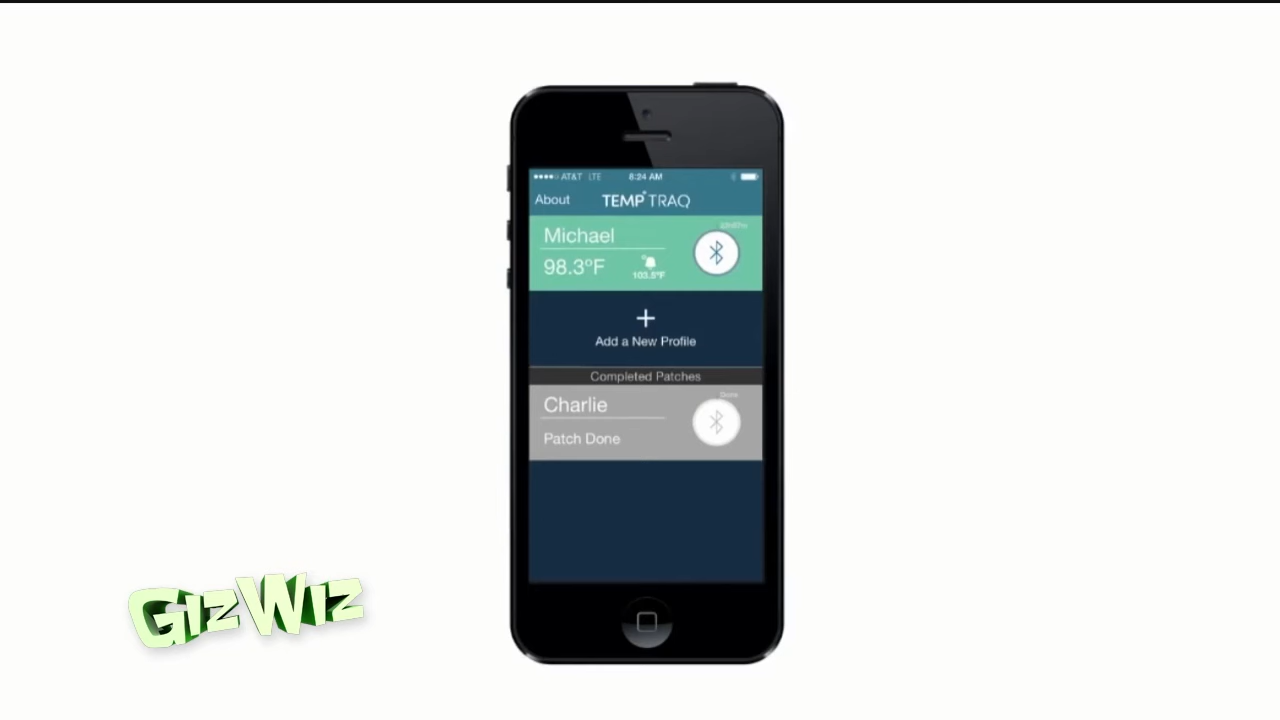 AT&T LTE 8:24 AM
About TEMP°TRAQ
Michael
98.3°F
103.5°F
+
Add a New Profile
Completed Patches
Charlie
Done
Patch Done
GIZWIZ